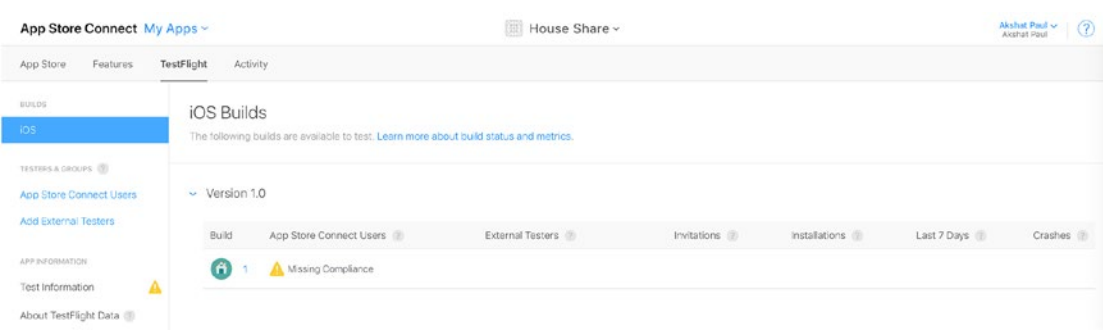 App Store Connect My Apps House Share Akshat Paul
Akshat Paul
?
App Store Features TestFlight Activity
BUILDS
iOS
TESTERS & GROUPS ?
App Store Connect Users
Add External Testers
APP INFORMATION
Test Information
About TestFlight Data ?
iOS Builds
The following builds are available to test. Learn more about build status and metrics.
Version 1.0
Build App Store Connect Users ? External Testers ? Invitations ? Installations ? Last 7 Days ? Crashes ?
1 Missing Compliance